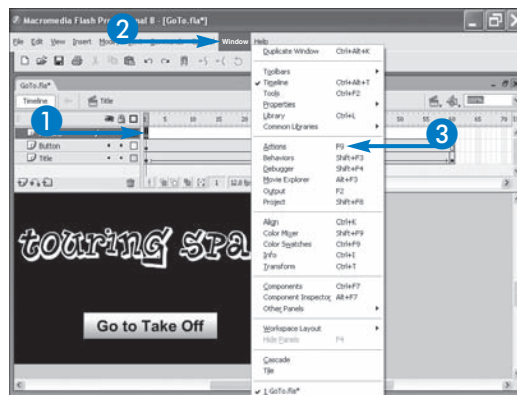 Macromedia Flash Professional 8 - [GoTo.fla*]
2
File Edit View Insert Window Help
GoTo.fla*
Timeline Title
1
5 10 15 20 50 55 60 65 70
Button
Title
1 12.0
Duplicate Window Ctrl+Alt+K
Toolbars
Timeline Ctrl+Alt+T
Tools Ctrl+F2
Properties
Library Ctrl+L
Common Libraries
Actions F9
3
Behaviors Shift+F3
Debugger Shift+F4
Movie Explorer Alt+F3
Output F2
Project Shift+F8
Align Ctrl+K
Color Mixer Shift+F9
Color Swatches Ctrl+F9
Info Ctrl+I
Transform Ctrl+T
Components Ctrl+F7
Component Inspector Alt+F7
Other Panels
Workspace Layout
Hide Panels F4
Cascade
Tile
1 GoTo.fla*
touring spa
Go to Take Off